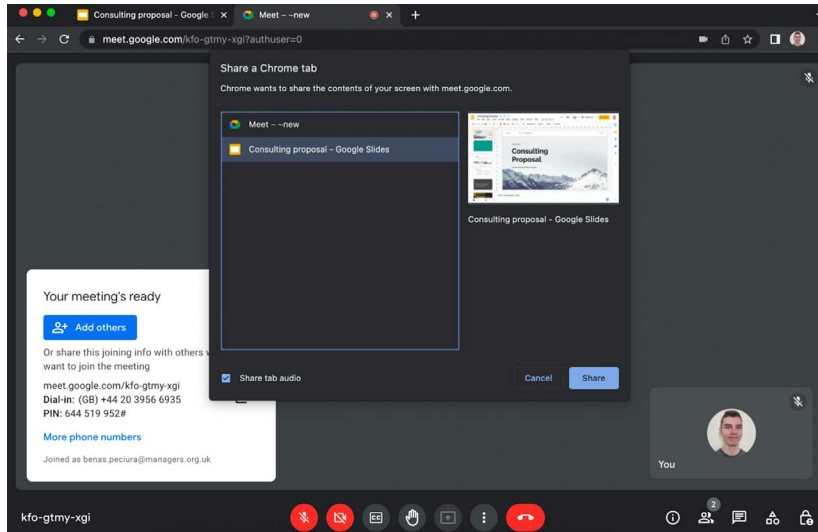 Consulting proposal - Google S
Meet – ~new
meet.google.com/kfo-gtmy-xgi?authuser=0
Share a Chrome tab
Chrome wants to share the contents of your screen with meet.google.com.
Meet – ~new
Consulting proposal - Google Slides
Consulting
Proposal
Consulting proposal - Google Slides
Share tab audio
Cancel
Share
Your meeting's ready
Add others
Or share this joining info with others
want to join the meeting
meet.google.com/kfo-gtmy-xgi
Dial-in: (GB) +44 20 3956 6935
PIN: 644 519 952#
More phone numbers
Joined as benas.peciura@managers.org.uk
You
kfo-gtmy-xgi
CC
2